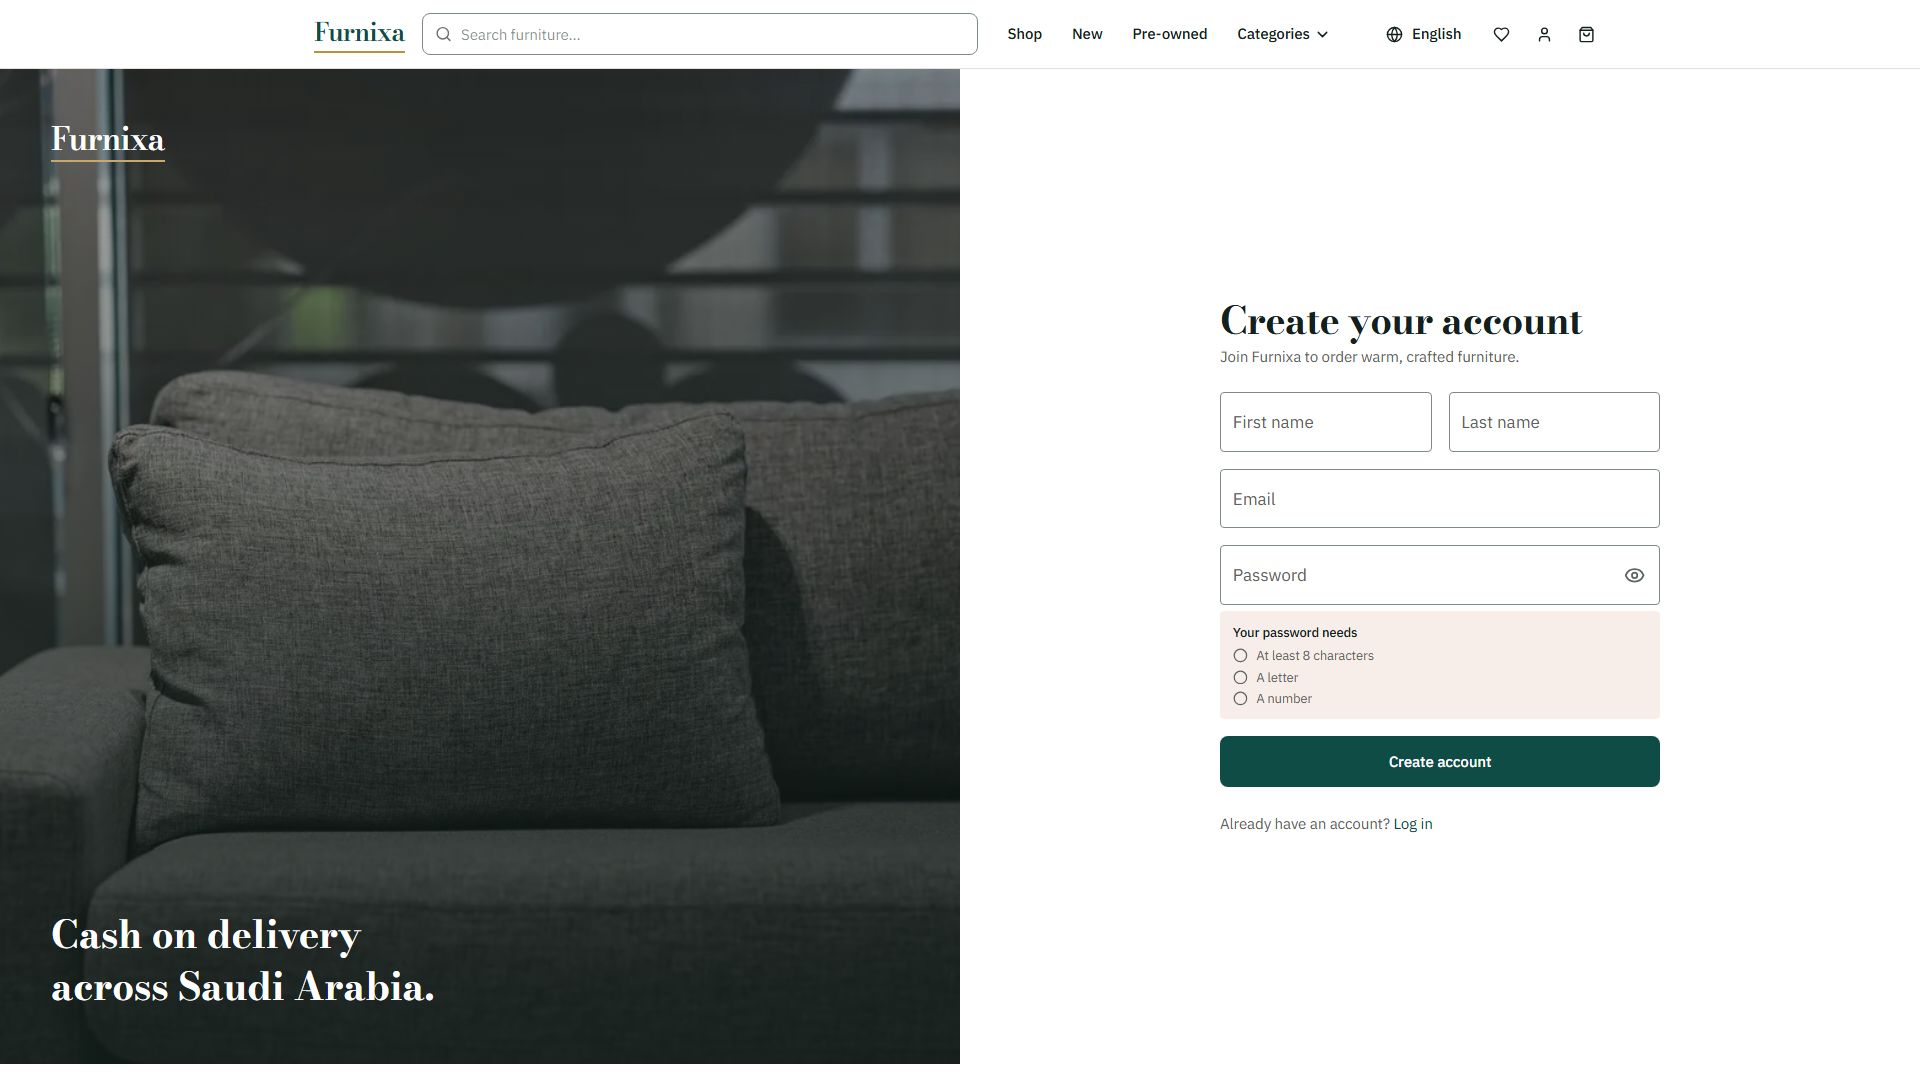 Furnixa
Search furniture...
Shop
New
Pre-owned
Categories
English
Furnixa
Cash on delivery
across Saudi Arabia.
Create your account
Join Furnixa to order warm, crafted furniture.
First name
Last name
Email
Password
Your password needs
At least 8 characters
A letter
A number
Create account
Already have an account? Log in